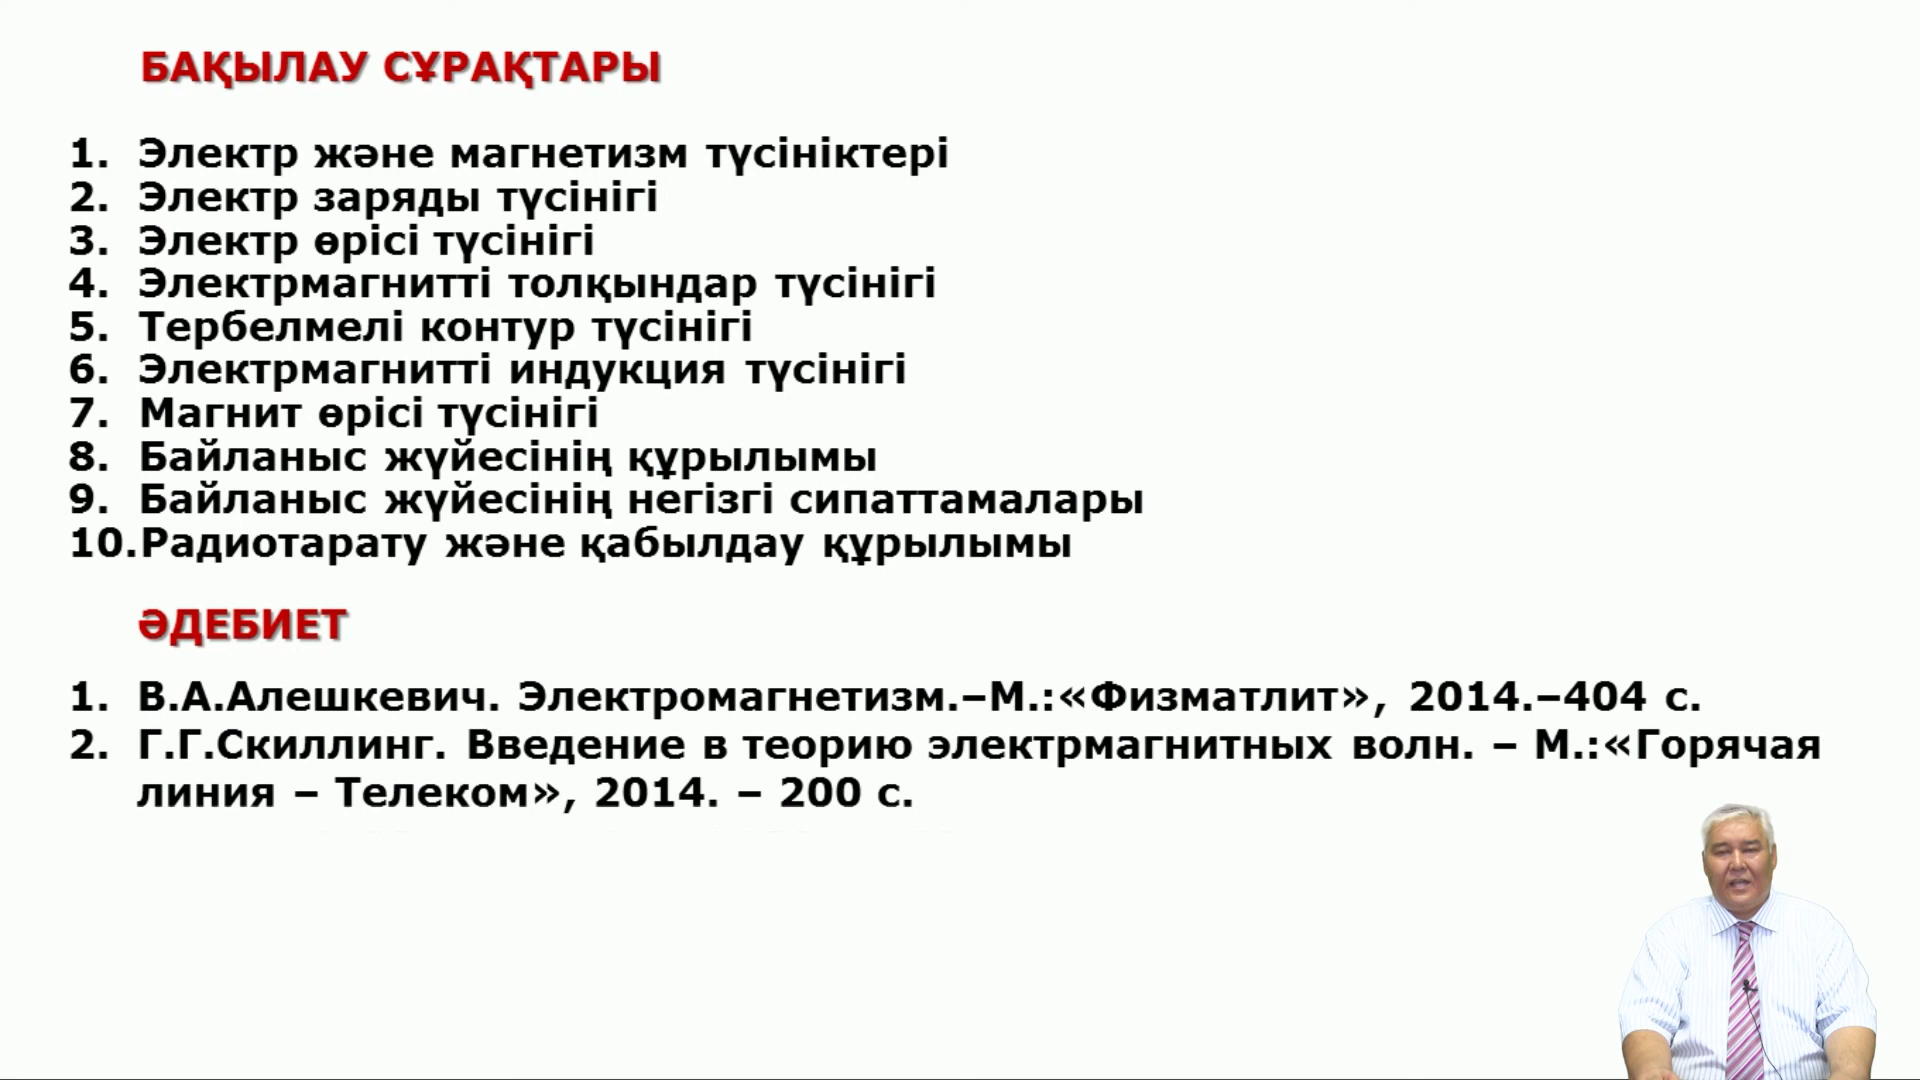 БАҚЫЛАУ СҰРАҚТАРЫ
1. Электр және магнетизм түсініктері
2. Электр заряды түсінігі
3. Электр өрісі түсінігі
4. Электрмагнитті толқындар түсінігі
5. Тербелмелі контур түсінігі
6. Электрмагнитті индукция түсінігі
7. Магнит өрісі түсінігі
8. Байланыс жүйесінің құрылымы
9. Байланыс жүйесінің негізгі сипаттамалары
10.Радиотарату және қабылдау құрылымы
ӘДЕБИЕТ
1. В.А.Алешкевич. Электромагнетизм.–М.:«Физматлит», 2014.–404 с.
2. Г.Г.Скиллинг. Введение в теорию электрмагнитных волн. – М.:«Горячая
линия – Телеком», 2014. – 200 с.